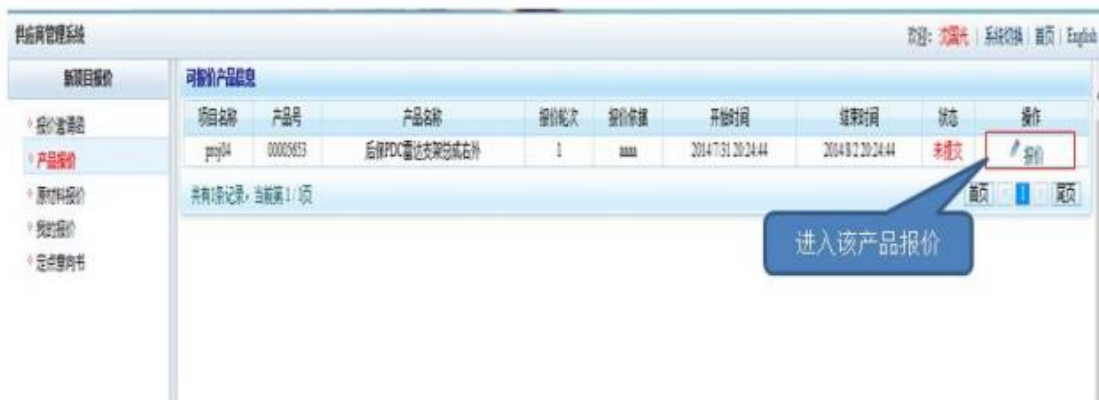 供应商管理系统
欢迎: 沈国光 | 系统切换 | 首页 | English
新项目报价
可报价产品信息
报价邀请函
产品报价
原材料报价
我的报价
定点意向书
项目名称 产品号 产品名称 报价轮次 报价依据 开始时间 结束时间 状态 操作
proj04 00005653 后保PDC雷达支架总成右外 1 aaaa 2014/7/31 20:24:44 2014/8/2 20:24:44 未提交 报价
共有1条记录, 当前第 1 / 1页
首页 < 1 > 尾页
进入该产品报价